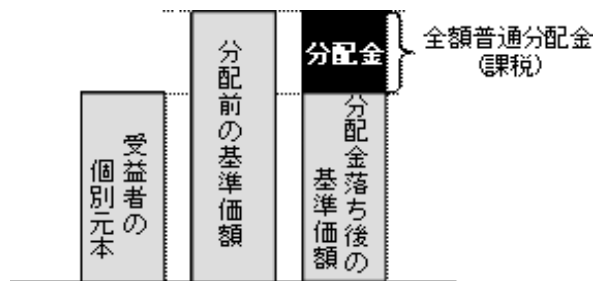 受益者の
個別元本
分配前の基準価額
分配金
分配金落ち後の
基準価額
全額普通分配金
（課税）